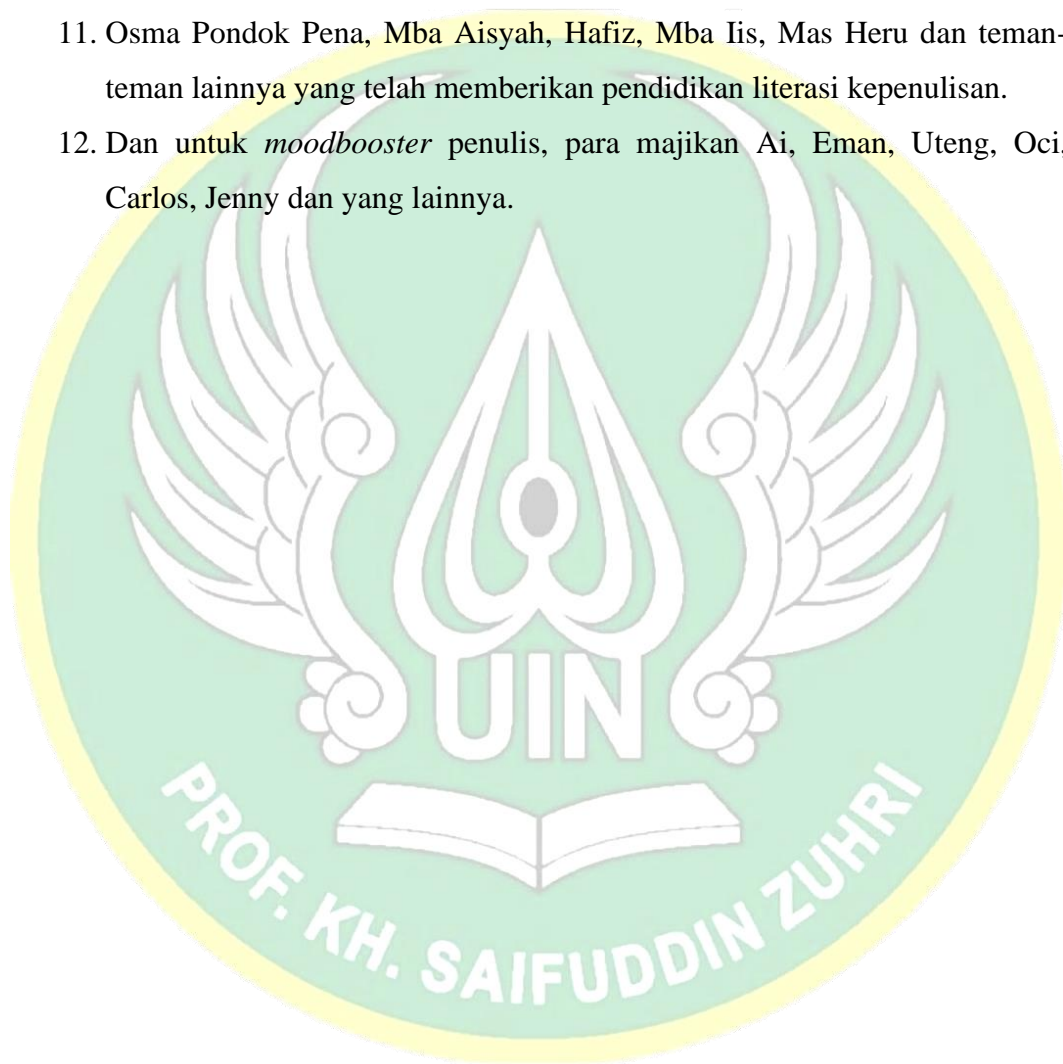 11. Osma Pondok Pena, Mba Aisyah, Hafiz, Mba Iis, Mas Heru dan teman-
teman lainnya yang telah memberikan pendidikan literasi kepenulisan.
12. Dan untuk moodbooster penulis, para majikan Ai, Eman, Uteng, Oci,
Carlos, Jenny dan yang lainnya.
UIN
PROF. KH. SAIFUDDIN ZUHRI